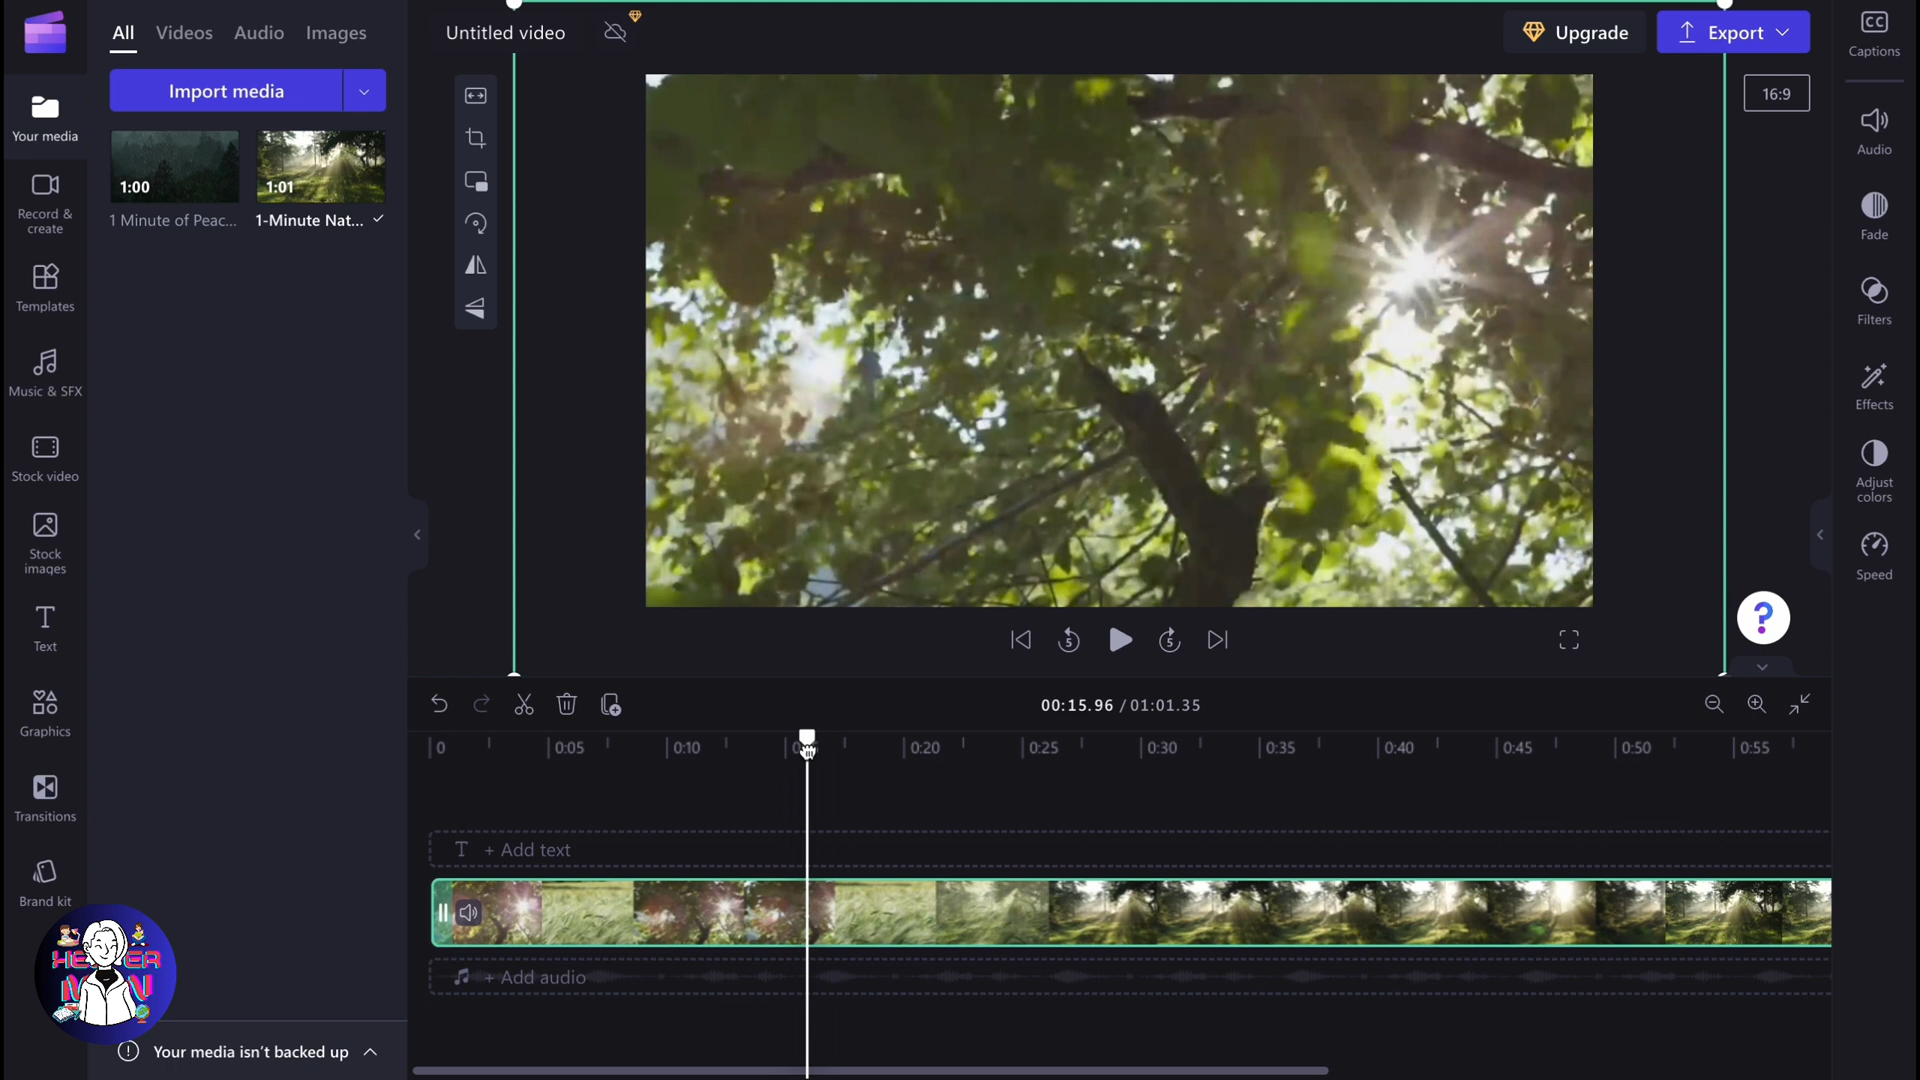 All Videos Audio Images
Import media
1:00
1:01
1 Minute of Peac...
1-Minute Nat...
Your media
Record &
create
Templates
Music & SFX
Stock video
Stock
images
Text
Graphics
Transitions
Brand kit
Your media isn't backed up
Untitled video
Upgrade
Export
16:9
5
5
?
00:15.96 / 01:01.35
0 0:05 0:10 0:20 0:25 0:30 0:35 0:40 0:45 0:50 0:55
T + Add text
+ Add audio
CC
Captions
Audio
Fade
Filters
Effects
Adjust
colors
Speed